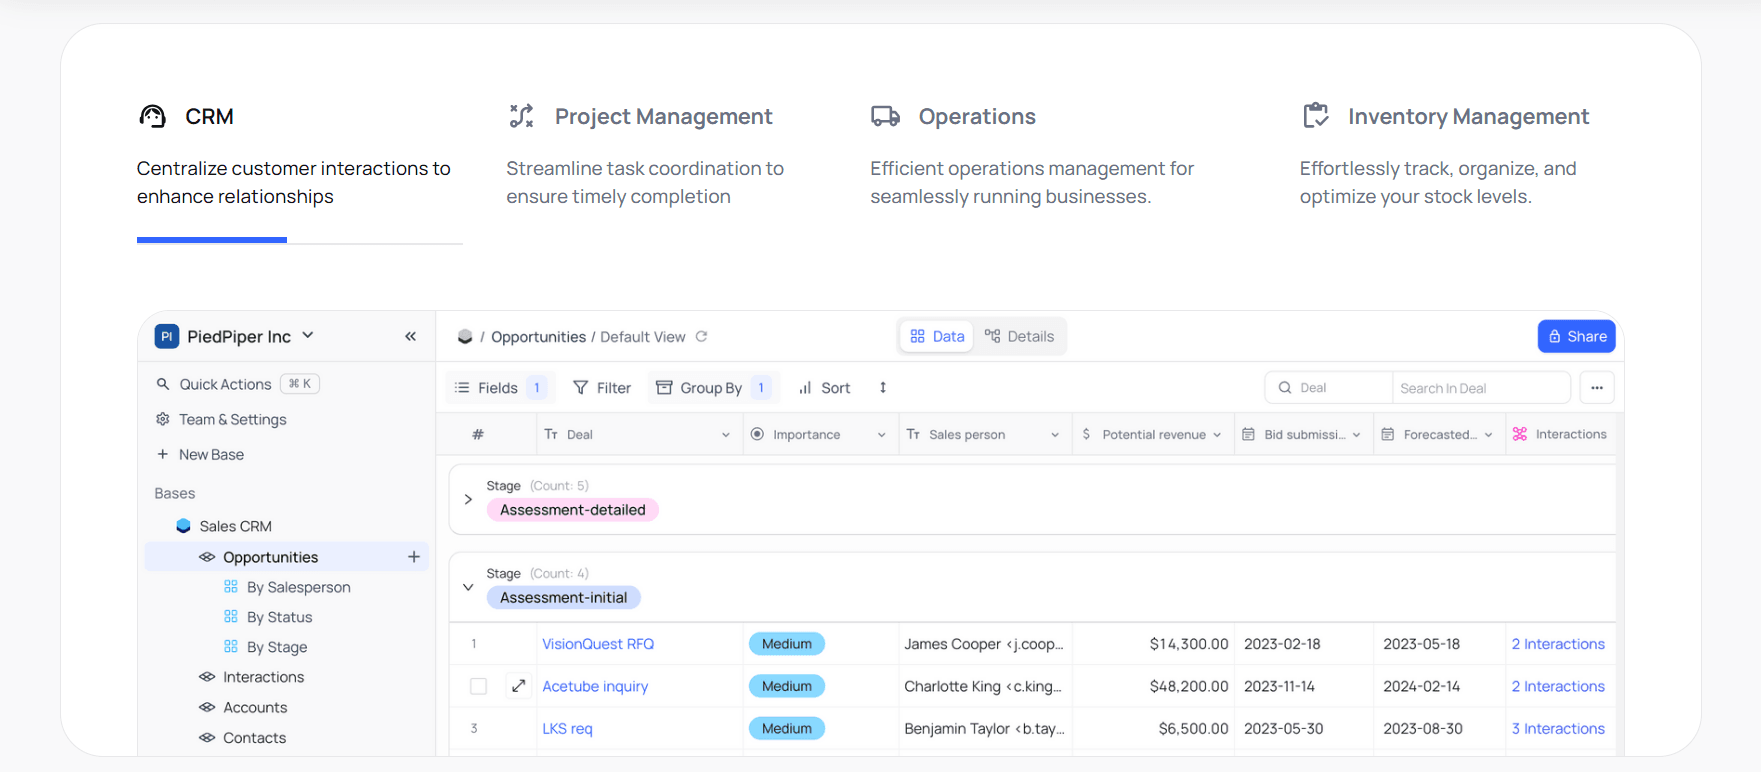 CRM
Centralize customer interactions to
enhance relationships
Project Management
Streamline task coordination to
ensure timely completion
Operations
Efficient operations management for
seamlessly running businesses.
Inventory Management
Effortlessly track, organize, and
optimize your stock levels.
PI PiedPiper Inc
Quick Actions ⌘ K
Team & Settings
+ New Base
Bases
Sales CRM
Opportunities +
By Salesperson
By Status
By Stage
Interactions
Accounts
Contacts
/ Opportunities / Default View
Data Details
Share
Fields 1 Filter Group By 1 Sort
Deal Search In Deal
# Deal Importance Sales person $ Potential revenue Bid submissi... Forecasted... Interactions
Stage (Count: 5)
Assessment-detailed
Stage (Count: 4)
Assessment-initial
1 VisionQuest RFQ Medium James Cooper <j.coop... $14,300.00 2023-02-18 2023-05-18 2 Interactions
Acetube inquiry Medium Charlotte King <c.king... $48,200.00 2023-11-14 2024-02-14 2 Interactions
3 LKS req Medium Benjamin Taylor <b.tay... $6,500.00 2023-05-30 2023-08-30 3 Interactions